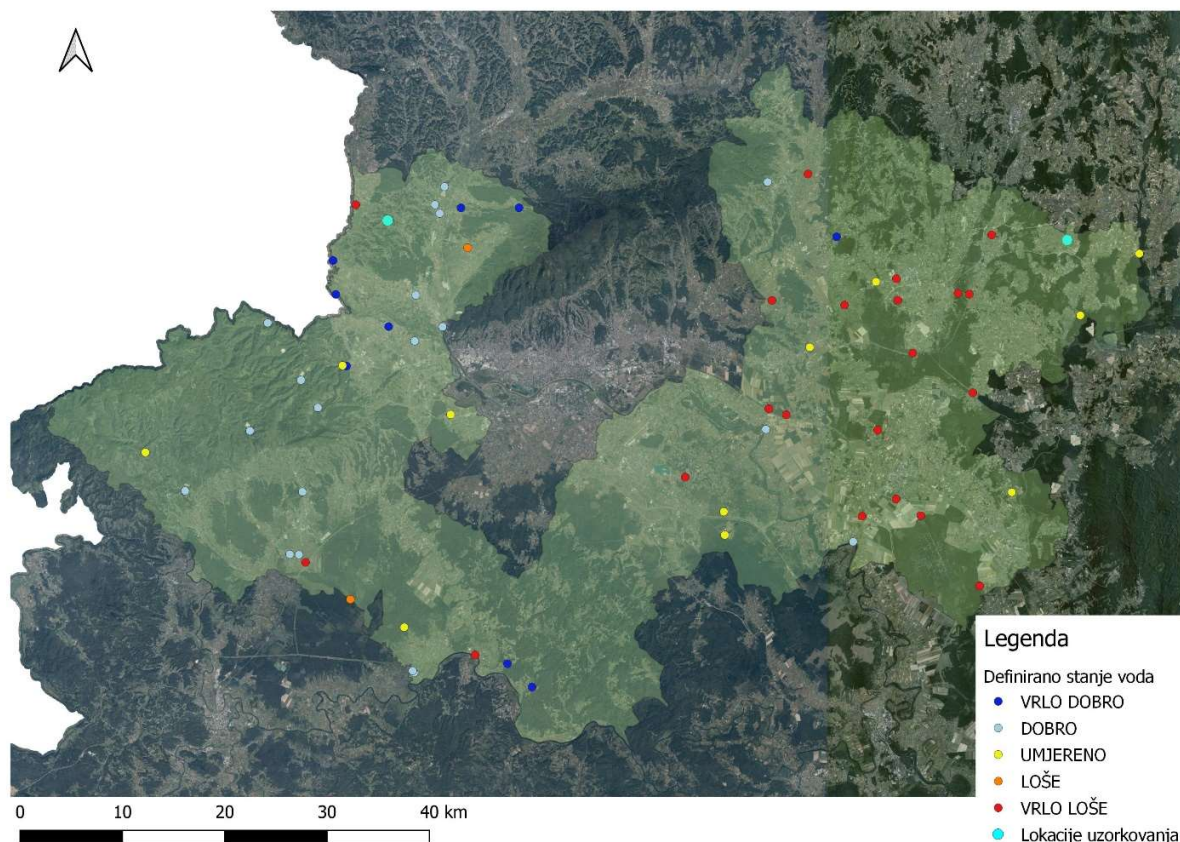 Legenda
Definirano stanje voda
VRLO DOBRO
DOBRO
UMJERENO
LOŠE
VRLO LOŠE
Lokacije uzorkovanja
0 10 20 30 40 km